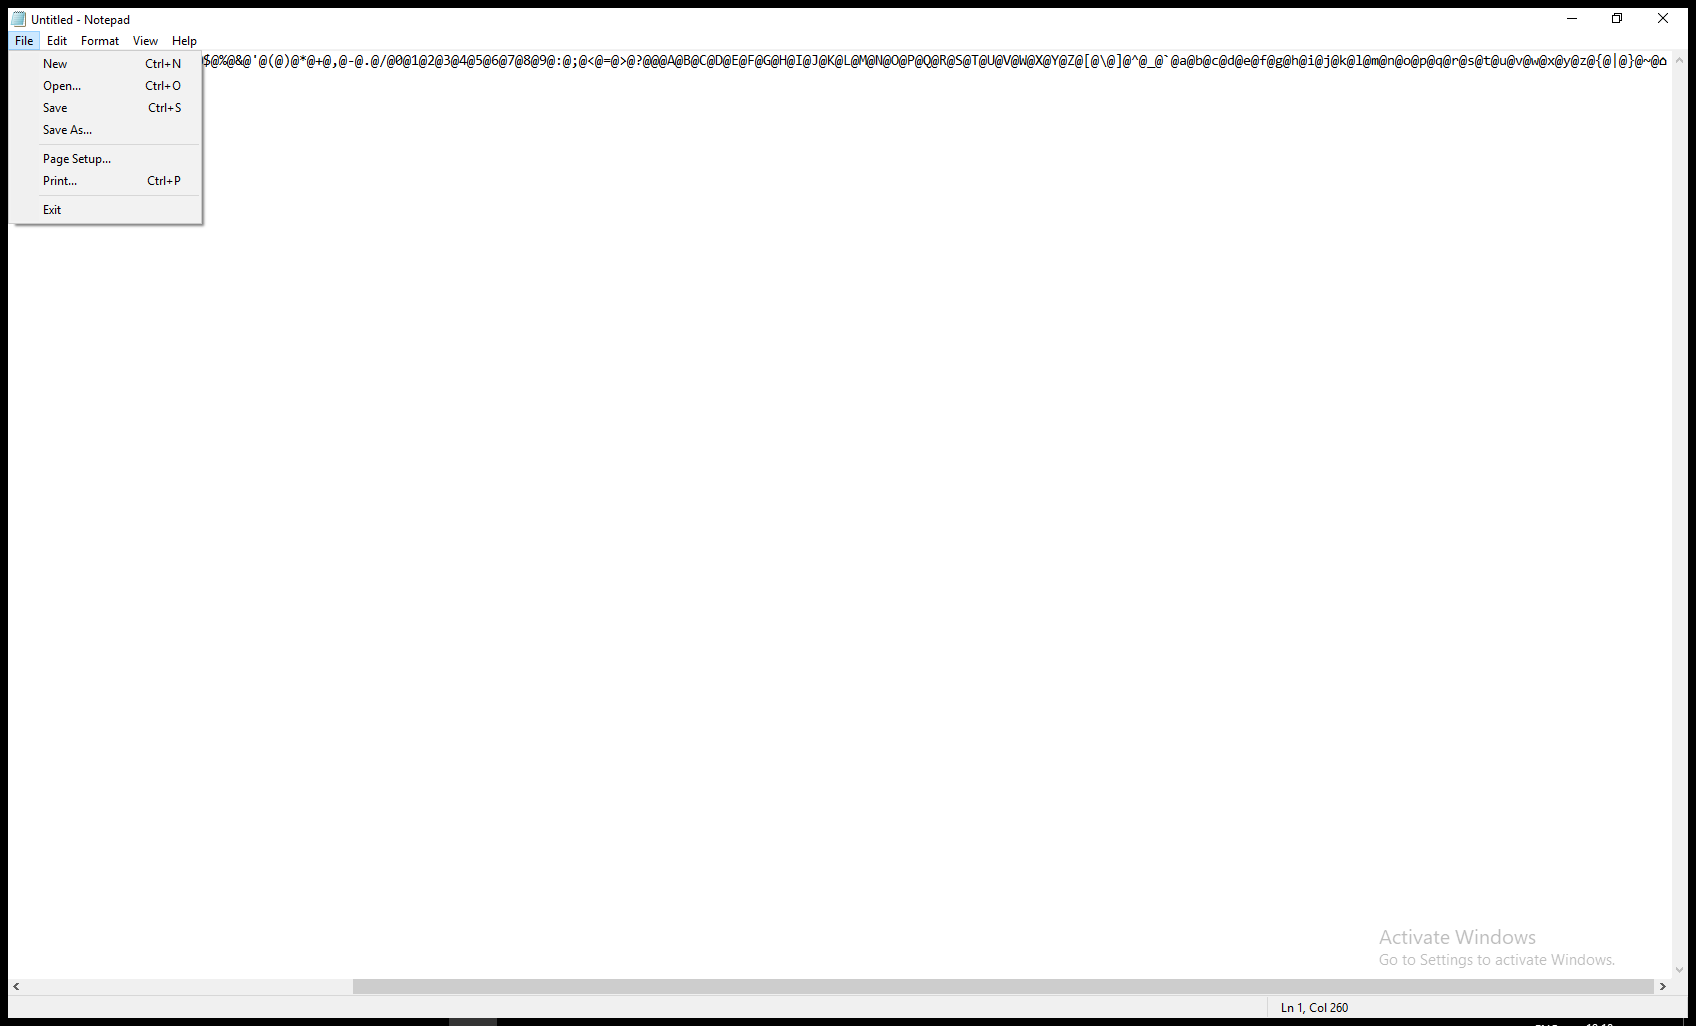 Untitled - Notepad
File Edit Format View Help
$@%@&@'@(@)@*@+@,@-@.@/@0@1@2@3@4@5@6@7@8@9@:@;@<@=@>@?@@@A@B@C@D@E@F@G@H@I@J@K@L@M@N@O@P@Q@R@S@T@U@V@W@X@Y@Z@[@\@]@^@_@`@a@b@c@d@e@f@g@h@i@j@k@l@m@n@o@p@q@r@s@t@u@v@w@x@y@z@{@|@}@~@⌂
New Ctrl+N
Open... Ctrl+O
Save Ctrl+S
Save As...
Page Setup...
Print... Ctrl+P
Exit
Activate Windows
Go to Settings to activate Windows.
Ln 1, Col 260